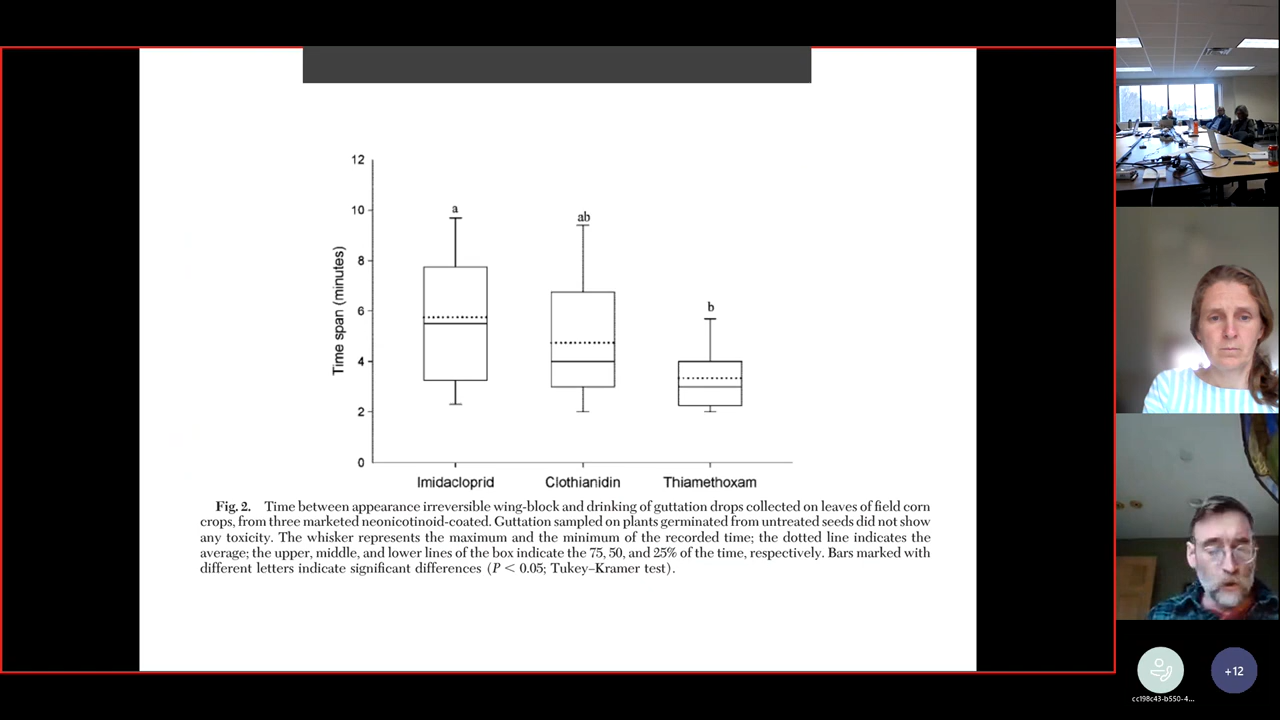 12
10
8
6
4
2
0
Time span (minutes)
a
ab
b
Imidacloprid
Clothianidin
Thiamethoxam
Fig. 2. Time between appearance irreversible wing-block and drinking of guttation drops collected on leaves of field corn
crops, from three marketed neonicotinoid-coated. Guttation sampled on plants germinated from untreated seeds did not show
any toxicity. The whisker represents the maximum and the minimum of the recorded time; the dotted line indicates the
average; the upper, middle, and lower lines of the box indicate the 75, 50, and 25% of the time, respectively. Bars marked with
different letters indicate significant differences (P < 0.05; Tukey–Kramer test).
cc198c43-b550-4...
+12